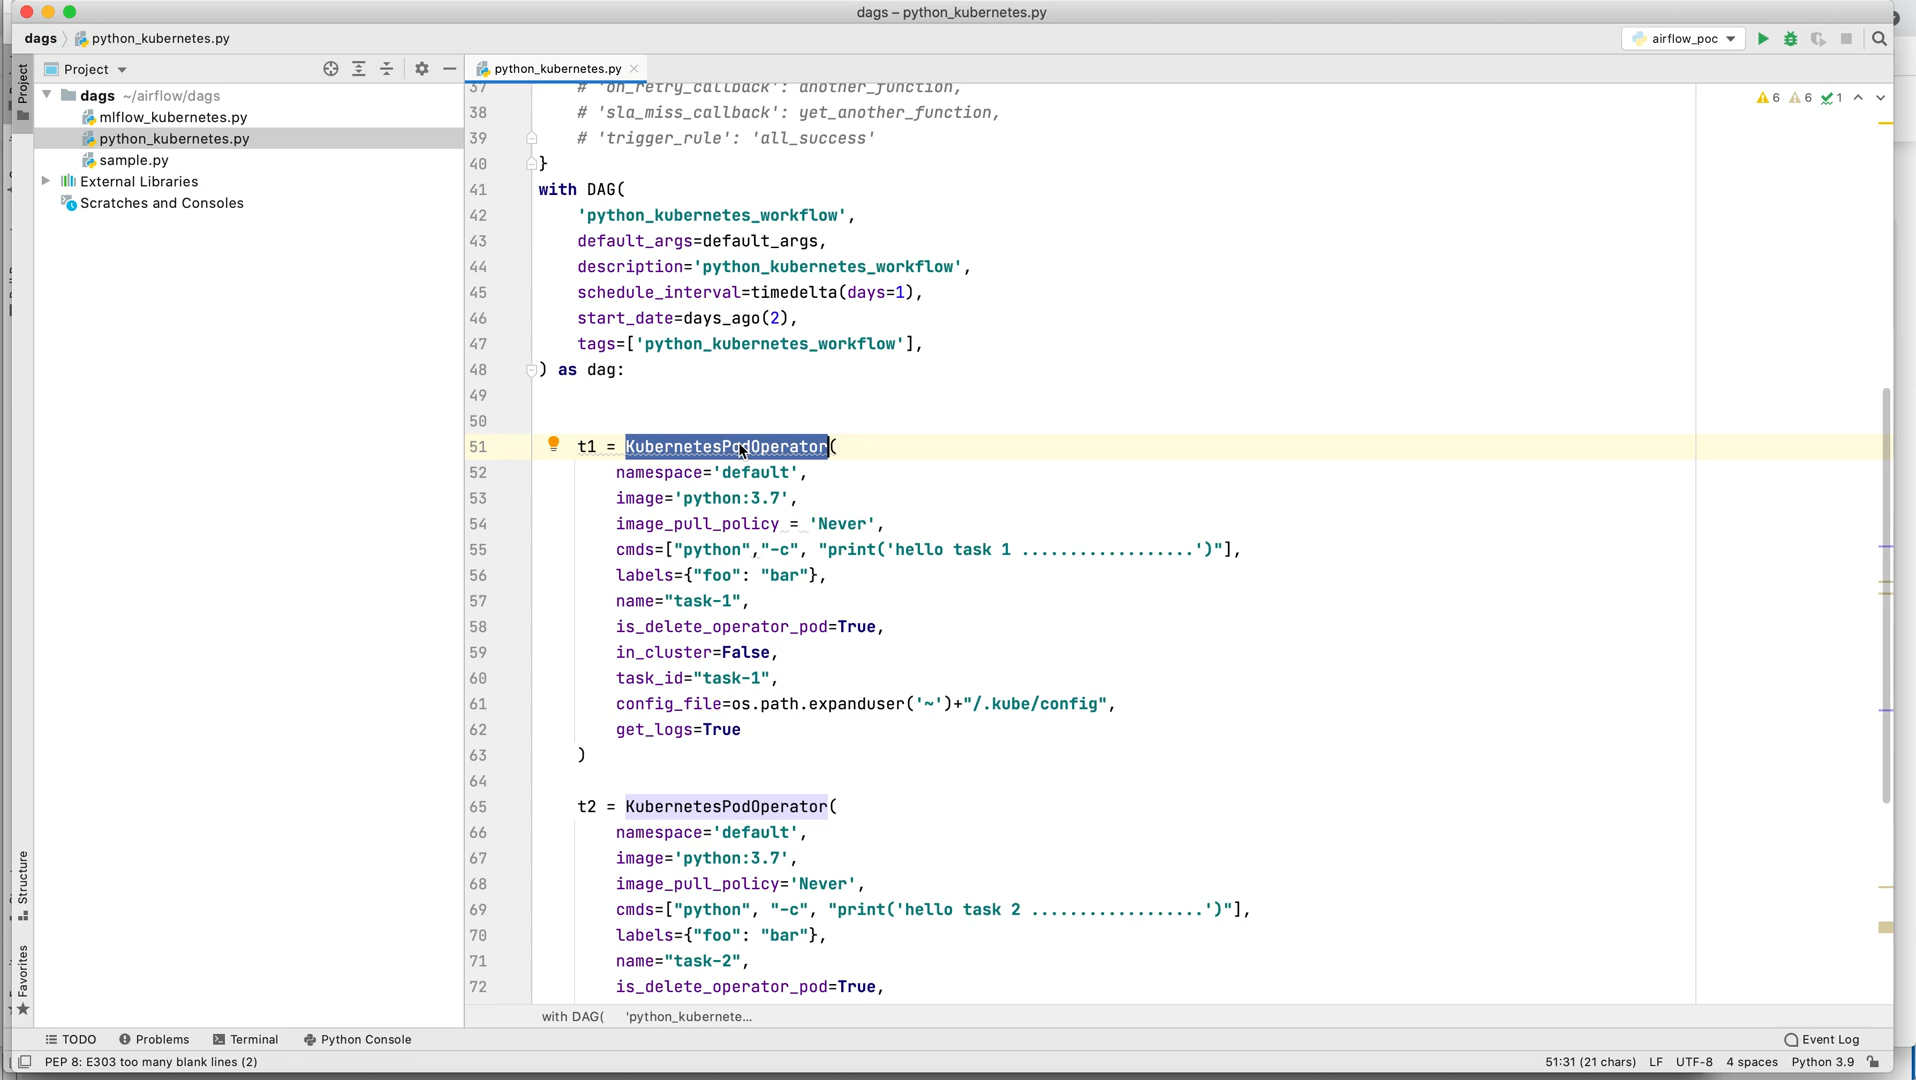 dags – python_kubernetes.py
dags
python_kubernetes.py
airflow_poc
Project
python_kubernetes.py
Project
dags ~/airflow/dags
mlflow_kubernetes.py
python_kubernetes.py
sample.py
External Libraries
Scratches and Consoles
6 6 1
37 # 'on_retry_callback': another_function,
38 # 'sla_miss_callback': yet_another_function,
39 # 'trigger_rule': 'all_success'
40 }
41 with DAG(
42 'python_kubernetes_workflow',
43 default_args=default_args,
44 description='python_kubernetes_workflow',
45 schedule_interval=timedelta(days=1),
46 start_date=days_ago(2),
47 tags=['python_kubernetes_workflow'],
48 ) as dag:
49
50
51 t1 = KubernetesPodOperator(
52 namespace='default',
53 image='python:3.7',
54 image_pull_policy = 'Never',
55 cmds=["python","-c", "print('hello task 1 ..................')"],
56 labels={"foo": "bar"},
57 name="task-1",
58 is_delete_operator_pod=True,
59 in_cluster=False,
60 task_id="task-1",
61 config_file=os.path.expanduser('~')+"/.kube/config",
62 get_logs=True
63 )
64
65 t2 = KubernetesPodOperator(
66 namespace='default',
67 image='python:3.7',
68 image_pull_policy='Never',
69 cmds=["python", "-c", "print('hello task 2 ..................')"],
70 labels={"foo": "bar"},
71 name="task-2",
72 is_delete_operator_pod=True,
Structure
Favorites
with DAG( 'python_kubernete...
TODO
Problems
Terminal
Python Console
Event Log
PEP 8: E303 too many blank lines (2)
51:31 (21 chars) LF UTF-8 4 spaces Python 3.9